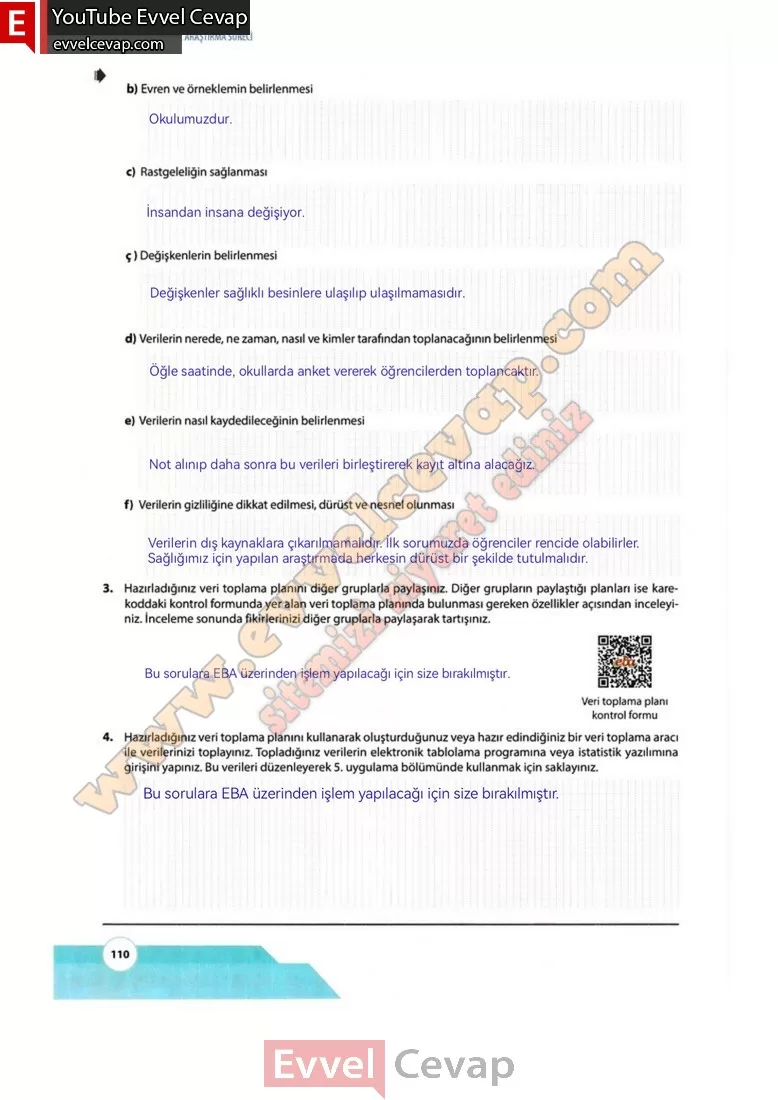 E YouTube Evvel Cevap
evvelcevap.com
ARAŞTIRMA SÜRECİ
b) Evren ve örneklemin belirlenmesi
Okulumuzdur.
c) Rastgeleliğin sağlanması
İnsandan insana değişiyor.
ç ) Değişkenlerin belirlenmesi
Değişkenler sağlıklı besinlere ulaşılıp ulaşılmamasıdır.
d) Verilerin nerede, ne zaman, nasıl ve kimler tarafından toplanacağının belirlenmesi
Öğle saatinde, okullarda anket vererek öğrencilerden toplancaktır.
e) Verilerin nasıl kaydedileceğinin belirlenmesi
Not alınıp daha sonra bu verileri birleştirerek kayıt altına alacağız.
f) Verilerin gizliliğine dikkat edilmesi, dürüst ve nesnel olunması
Verilerin dış kaynaklara çıkarılmamalıdır. İlk sorumuzda öğrenciler rencide olabilirler.
Sağlığımız için yapılan araştırmada herkesin dürüst bir şekilde tutulmalıdır.
3. Hazırladığınız veri toplama planını diğer gruplarla paylaşınız. Diğer grupların paylaştığı planları ise kare-
koddaki kontrol formunda yer alan veri toplama planında bulunması gereken özellikler açısından inceleyi-
niz. İnceleme sonunda fikirlerinizi diğer gruplarla paylaşarak tartışınız.
eba
Bu sorulara EBA üzerinden işlem yapılacağı için size bırakılmıştır.
Veri toplama planı
kontrol formu
4. Hazırladığınız veri toplama planını kullanarak oluşturduğunuz veya hazır edindiğiniz bir veri toplama aracı
ile verilerinizi toplayınız. Topladığınız verilerin elektronik tablolama programına veya istatistik yazılımına
girişini yapınız. Bu verileri düzenleyerek 5. uygulama bölümünde kullanmak için saklayınız.
Bu sorulara EBA üzerinden işlem yapılacağı için size bırakılmıştır.
www.evvelcevap.com
sitemizi ziyaret ediniz
110
Evvel Cevap